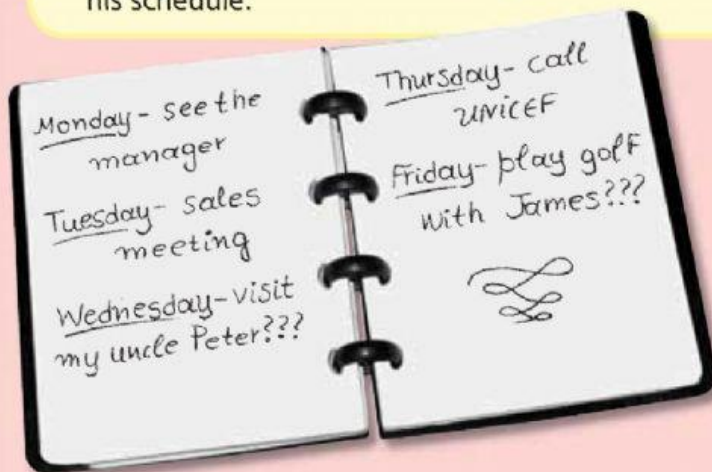 his schedule.
Monday - see the
manager
Tuesday - sales
meeting
Wednesday - visit
my uncle Peter???
Thursday - call
UNICEF
Friday - play golf
with James???